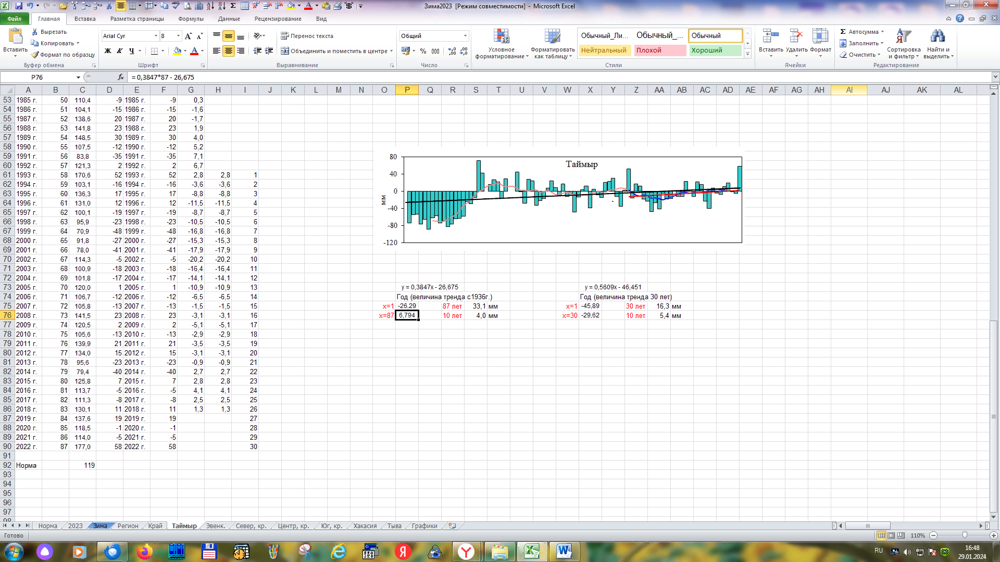 Зима2023 [Режим совместимости] - Microsoft Excel
Файл Главная Вставка Разметка страницы Формулы Данные Рецензирование Вид
Вставить
Вырезать
Копировать
Формат по образцу
Буфер обмена
Arial Cyr 8
Ж К Ч
Шрифт
Перенос текста
Объединить и поместить в центре
Выравнивание
Общий
% 000
Число
Условное форматирование
Форматировать как таблицу
Обычный_Ли... Обычный_... Обычный
Нейтральный Плохой Хороший
Стили
Вставить Удалить Формат
Ячейки
Автосумма
Заполнить
Очистить
Сортировка и фильтр
Найти и выделить
Редактирование
P76 fx = 0,3847*87 - 26,675
A B C D E F G H I J K L M N O P Q R S T U V W X Y Z AA AB AC AD AE AF AG AH AI AJ AK AL
53 1985 г. 50 110,4 -9 1985 г. -9 0,3
54 1986 г. 51 104,1 -15 1986 г. -15 -1,6
55 1987 г. 52 138,6 20 1987 г. 20 -1,7
56 1988 г. 53 141,8 23 1988 г. 23 1,9
57 1989 г. 54 148,5 30 1989 г. 30 4,0
58 1990 г. 55 107,5 -12 1990 г. -12 5,2
59 1991 г. 56 83,8 -35 1991 г. -35 7,1
60 1992 г. 57 121,3 2 1992 г. 2 6,7
61 1993 г. 58 170,6 52 1993 г. 52 2,8 2,8 1
62 1994 г. 59 103,1 -16 1994 г. -16 -3,6 -3,6 2
63 1995 г. 60 136,3 17 1995 г. 17 -8,8 -8,8 3
64 1996 г. 61 131,0 12 1996 г. 12 -11,5 -11,5 4
65 1997 г. 62 100,1 -19 1997 г. -19 -8,7 -8,7 5
66 1998 г. 63 95,9 -23 1998 г. -23 -10,5 -10,5 6
67 1999 г. 64 70,9 -48 1999 г. -48 -16,8 -16,8 7
68 2000 г. 65 91,8 -27 2000 г. -27 -15,3 -15,3 8
69 2001 г. 66 78,0 -41 2001 г. -41 -17,9 -17,9 9
70 2002 г. 67 114,3 -5 2002 г. -5 -20,2 -20,2 10
71 2003 г. 68 100,9 -18 2003 г. -18 -16,4 -16,4 11
72 2004 г. 69 101,8 -17 2004 г. -17 -14,1 -14,1 12
73 2005 г. 70 120,0 1 2005 г. 1 -10,9 -10,9 13
74 2006 г. 71 106,7 -12 2006 г. -12 -6,5 -6,5 14
75 2007 г. 72 105,8 -13 2007 г. -13 -1,5 -1,5 15
76 2008 г. 73 141,5 23 2008 г. 23 -3,1 -3,1 16
77 2009 г. 74 120,5 2 2009 г. 2 -5,1 -5,1 17
78 2010 г. 75 105,6 -13 2010 г. -13 -2,9 -2,9 18
79 2011 г. 76 139,9 21 2011 г. 21 -3,5 -3,5 19
80 2012 г. 77 134,0 15 2012 г. 15 -3,1 -3,1 20
81 2013 г. 78 95,6 -23 2013 г. -23 -0,9 -0,9 21
82 2014 г. 79 79,4 -40 2014 г. -40 2,7 2,7 22
83 2015 г. 80 125,8 7 2015 г. 7 2,8 2,8 23
84 2016 г. 81 113,7 -5 2016 г. -5 4,1 4,1 24
85 2017 г. 82 111,3 -8 2017 г. -8 2,5 2,5 25
86 2018 г. 83 130,1 11 2018 г. 11 1,3 1,3 26
87 2019 г. 84 137,6 19 2019 г. 19 27
88 2020 г. 85 118,5 -1 2020 г. -1 28
89 2021 г. 86 114,0 -5 2021 г. -5 29
90 2022 г. 87 177,0 58 2022 г. 58 30
91
92 Норма 119
93
94
95
96
97
98
Таймыр
80
40
0
-40
-80
-120
мм
y = 0,3847x - 26,675
Год (величина тренда с1936г.)
x=1 -26,29 87 лет 33,1 мм
x=87 6,794 10 лет 4,0 мм
y = 0,5609x - 46,451
Год (величина тренда 30 лет)
x=1 -45,89 30 лет 16,3 мм
x=30 -29,62 10 лет 5,4 мм
Норма 2023 Зима Регион Край Таймыр Эвенк. Север, кр. Центр, кр. Юг, кр. Хакасия Тыва Графики
Готово 110%
RU
16:48
29.01.2024